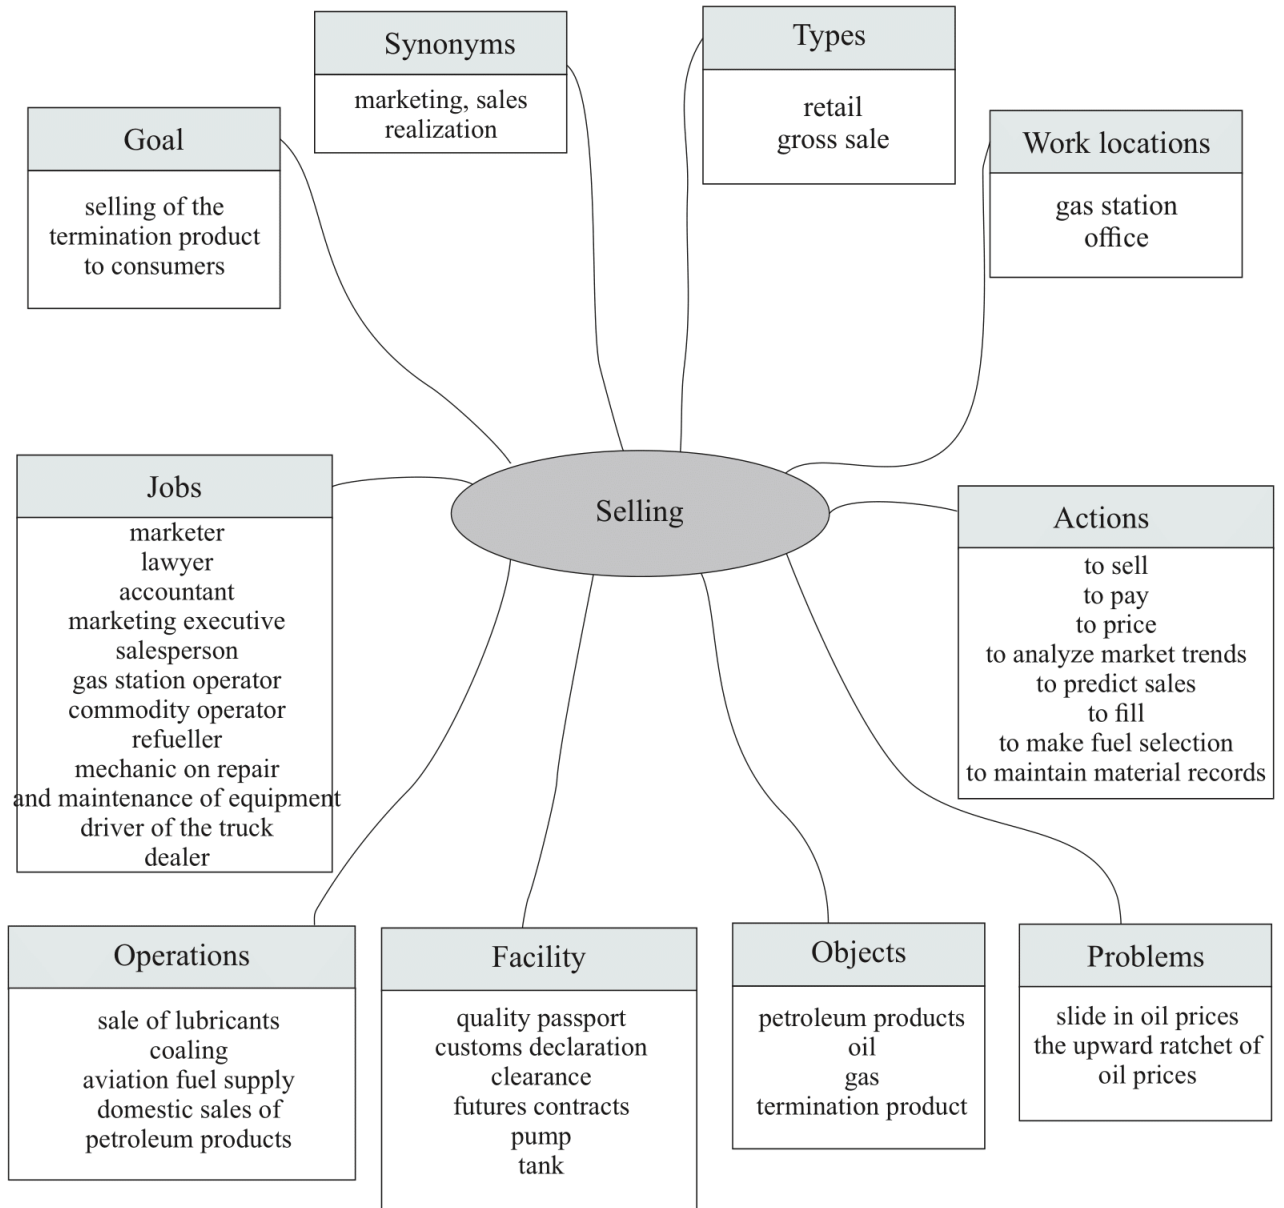 Synonyms
marketing, sales
realization
Types
retail
gross sale
Goal
selling of the
termination product
to consumers
Work locations
gas station
office
Selling
Jobs
marketer
lawyer
accountant
marketing executive
salesperson
gas station operator
commodity operator
refueller
mechanic on repair
and maintenance of equipment
driver of the truck
dealer
Actions
to sell
to pay
to price
to analyze market trends
to predict sales
to fill
to make fuel selection
to maintain material records
Operations
sale of lubricants
coaling
aviation fuel supply
domestic sales of
petroleum products
Facility
quality passport
customs declaration
clearance
futures contracts
pump
tank
Objects
petroleum products
oil
gas
termination product
Problems
slide in oil prices
the upward ratchet of
oil prices